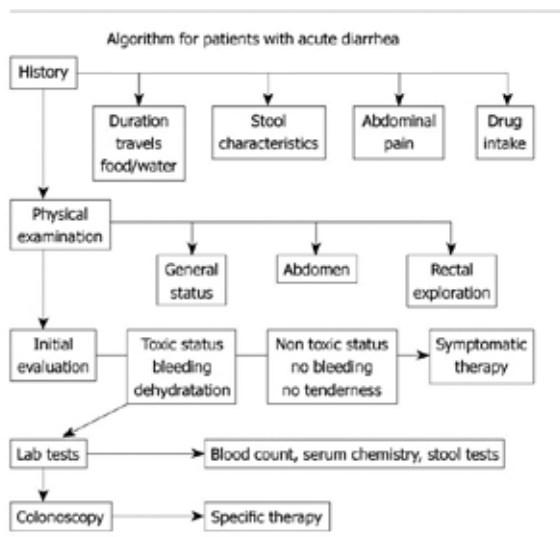 Algorithm for patients with acute diarrhea
History
Duration
travels
food/water
Stool
characteristics
Abdominal
pain
Drug
intake
Physical
examination
General
status
Abdomen
Rectal
exploration
Initial
evaluation
Toxic status
bleeding
dehydratation
Non toxic status
no bleeding
no tenderness
Symptomatic
therapy
Lab tests
Blood count, serum chemistry, stool tests
Colonoscopy
Specific therapy